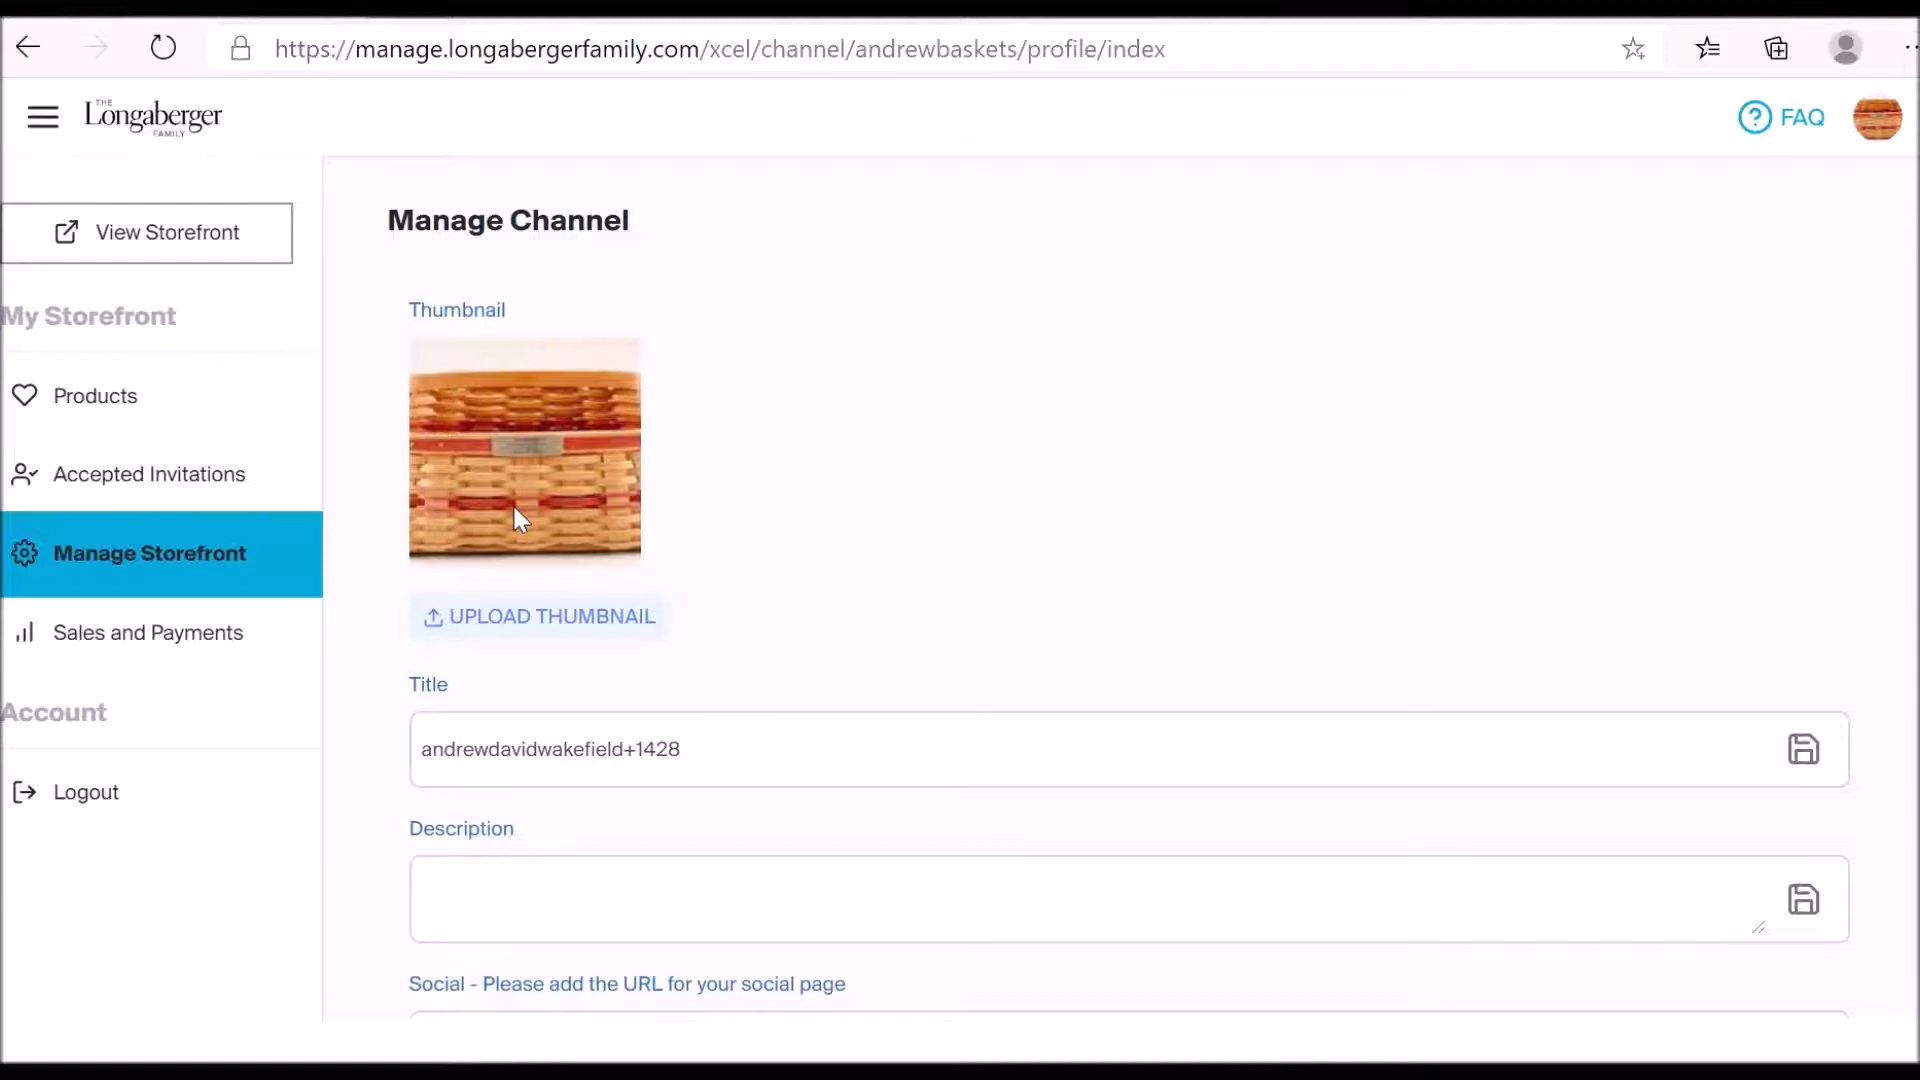 https://manage.longabergerfamily.com/xcel/channel/andrewbaskets/profile/index
THE
Longaberger
FAMILY
FAQ
View Storefront
My Storefront
Products
Accepted Invitations
Manage Storefront
Sales and Payments
Account
Logout
Manage Channel
Thumbnail
UPLOAD THUMBNAIL
Title
andrewdavidwakefield+1428
Description
Social - Please add the URL for your social page